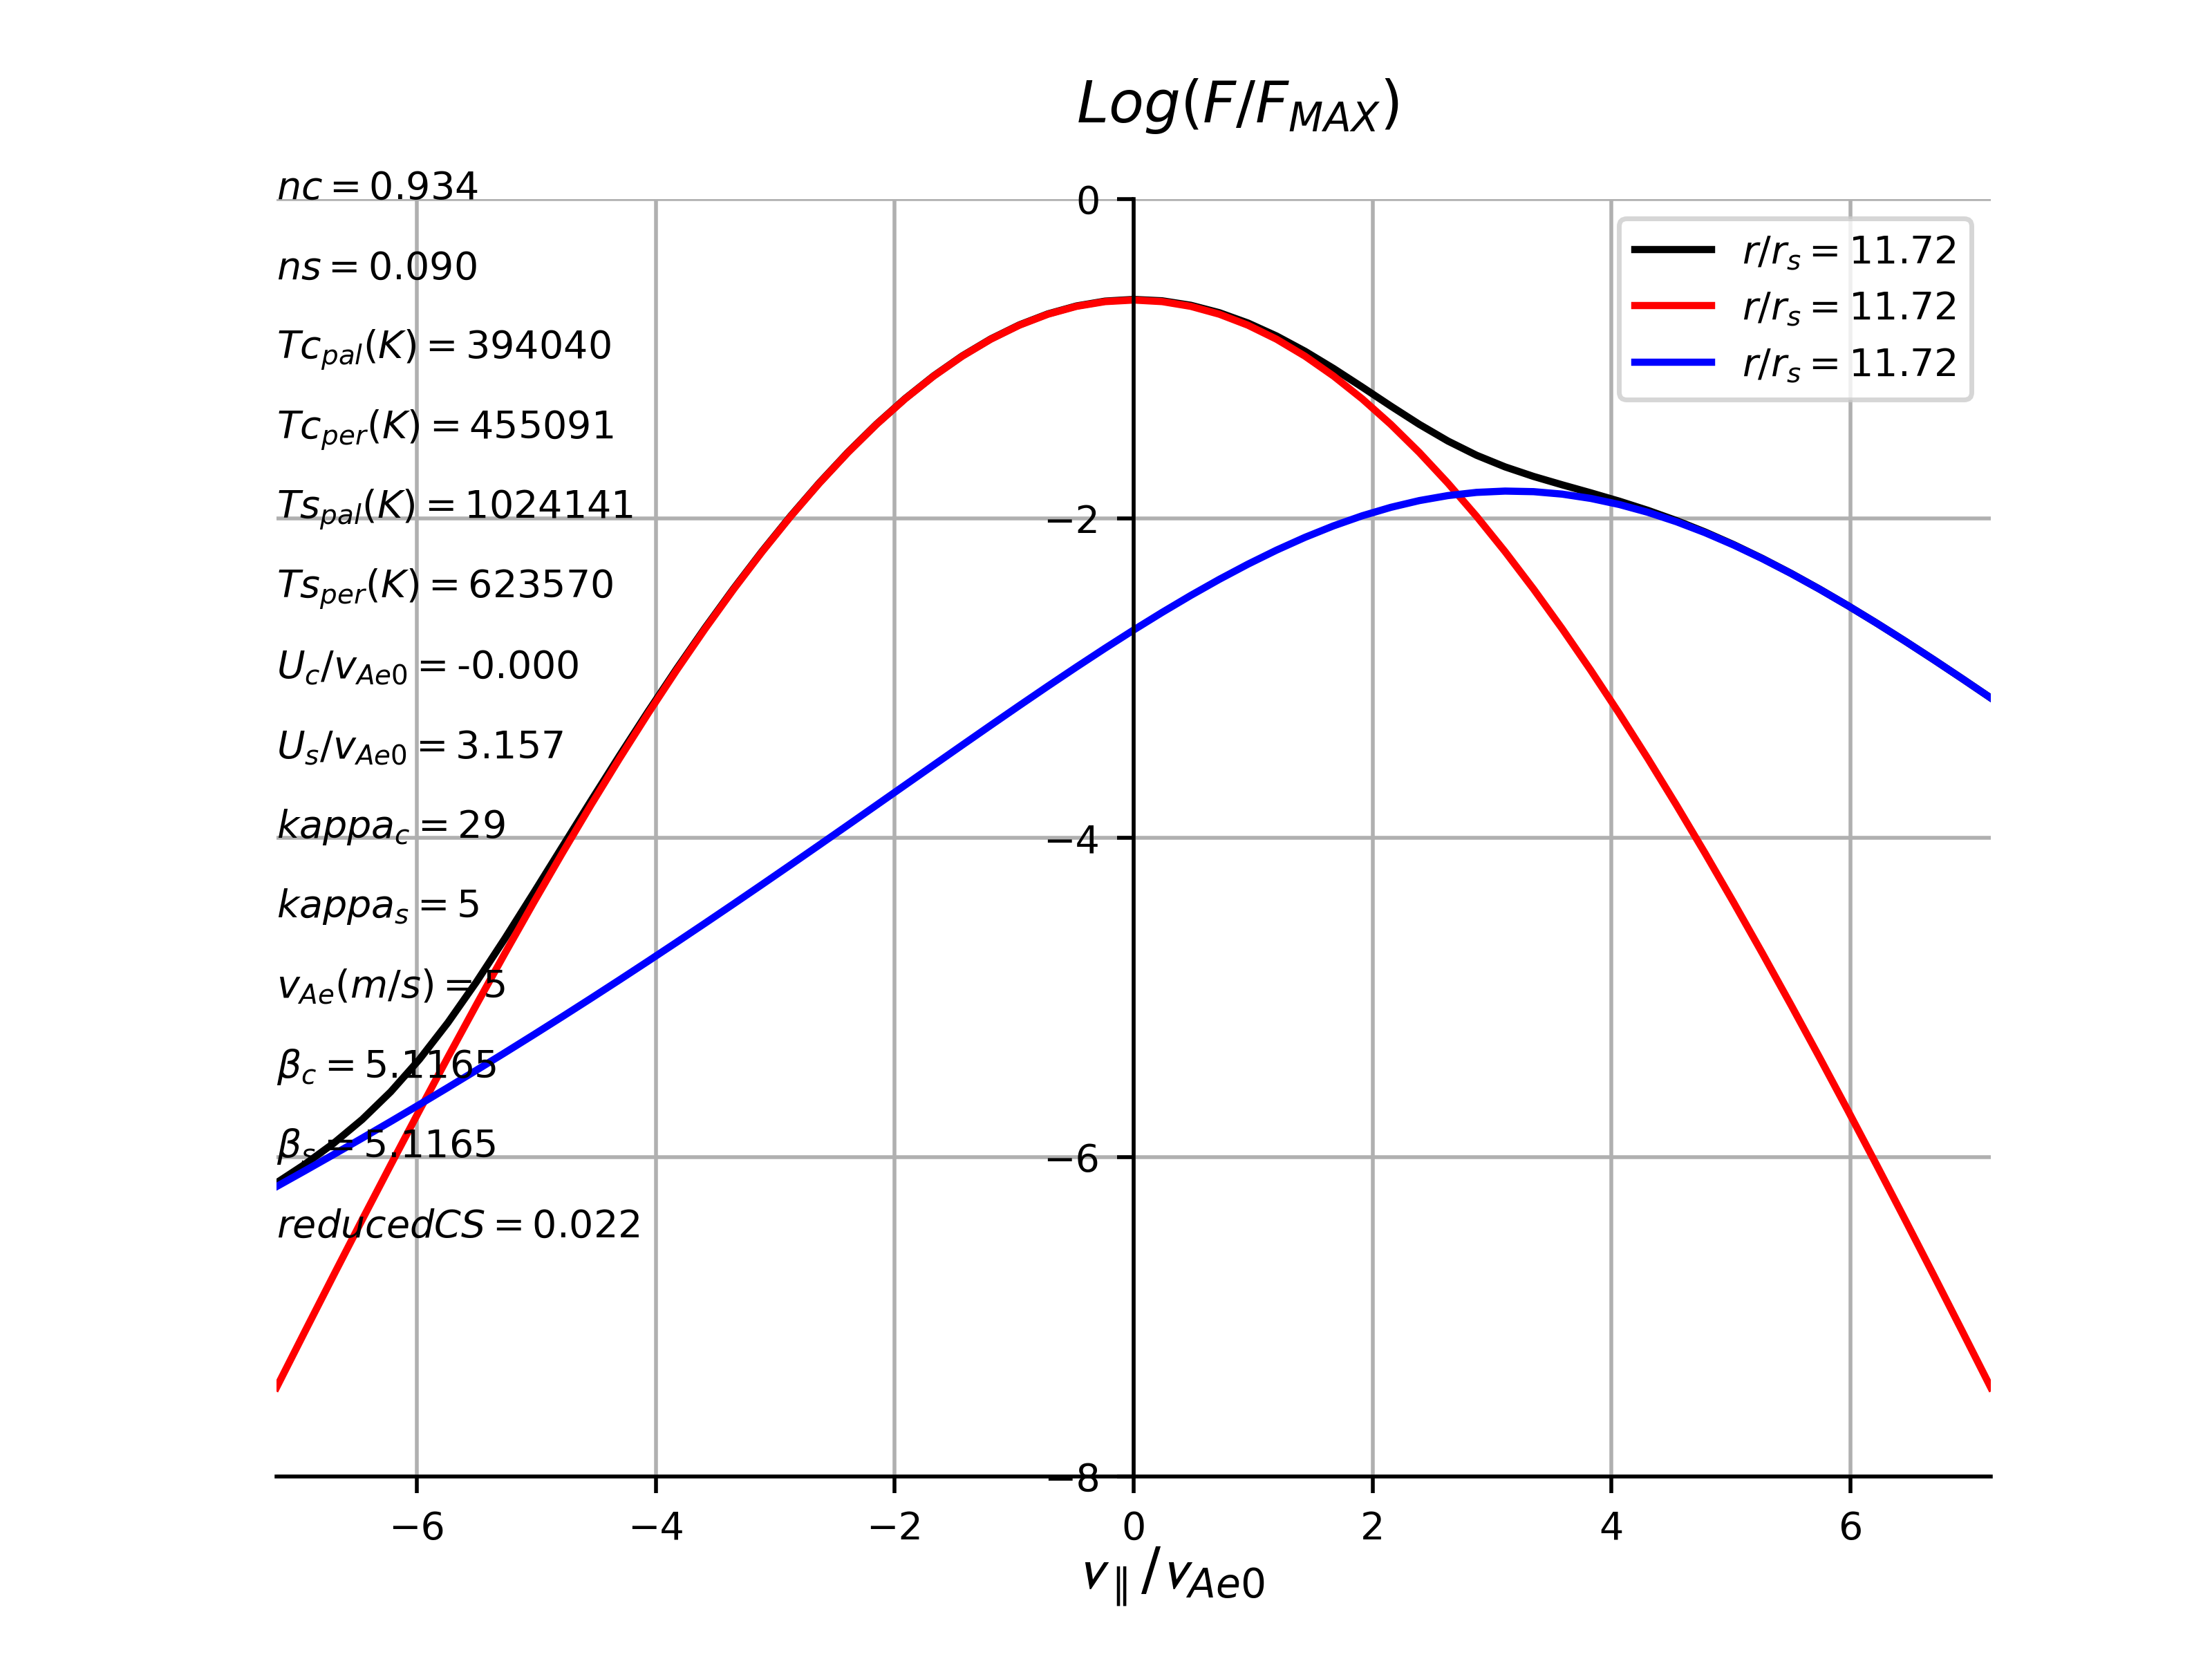 Log(F/F_MAX)
nc = 0.934
ns = 0.090
Tc_pal(K) = 394040
Tc_per(K) = 455091
Ts_pal(K) = 1024141
Ts_per(K) = 623570
U_c/v_Ae0 = -0.000
U_s/v_Ae0 = 3.157
kappa_c = 29
kappa_s = 5
v_Ae(m/s) = 5
β_c = 5.1165
β_s = 5.1165
reducedCS = 0.022
0
−2
−4
−6
−8
r/r_s = 11.72
r/r_s = 11.72
r/r_s = 11.72
−6 −4 −2 0 2 4 6
v_∥/v_Ae0